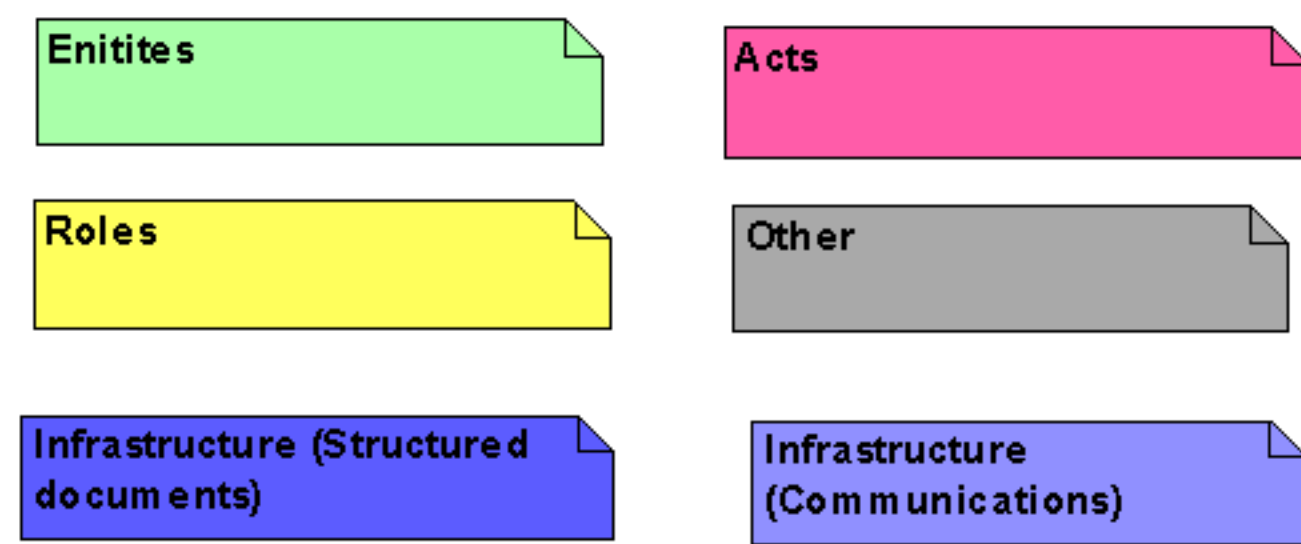 Enitites
Acts
Roles
Other
Infrastructure (Structured
documents)
Infrastructure
(Communications)